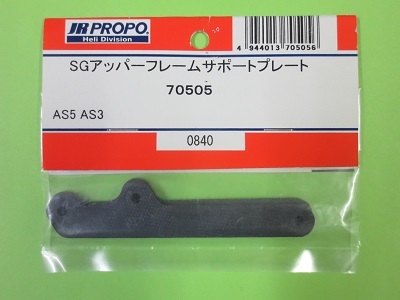 JR PROPO
Heli Division
4 944013 705056
SGアッパーフレームサポートプレート
70505
AS5 AS3
0840